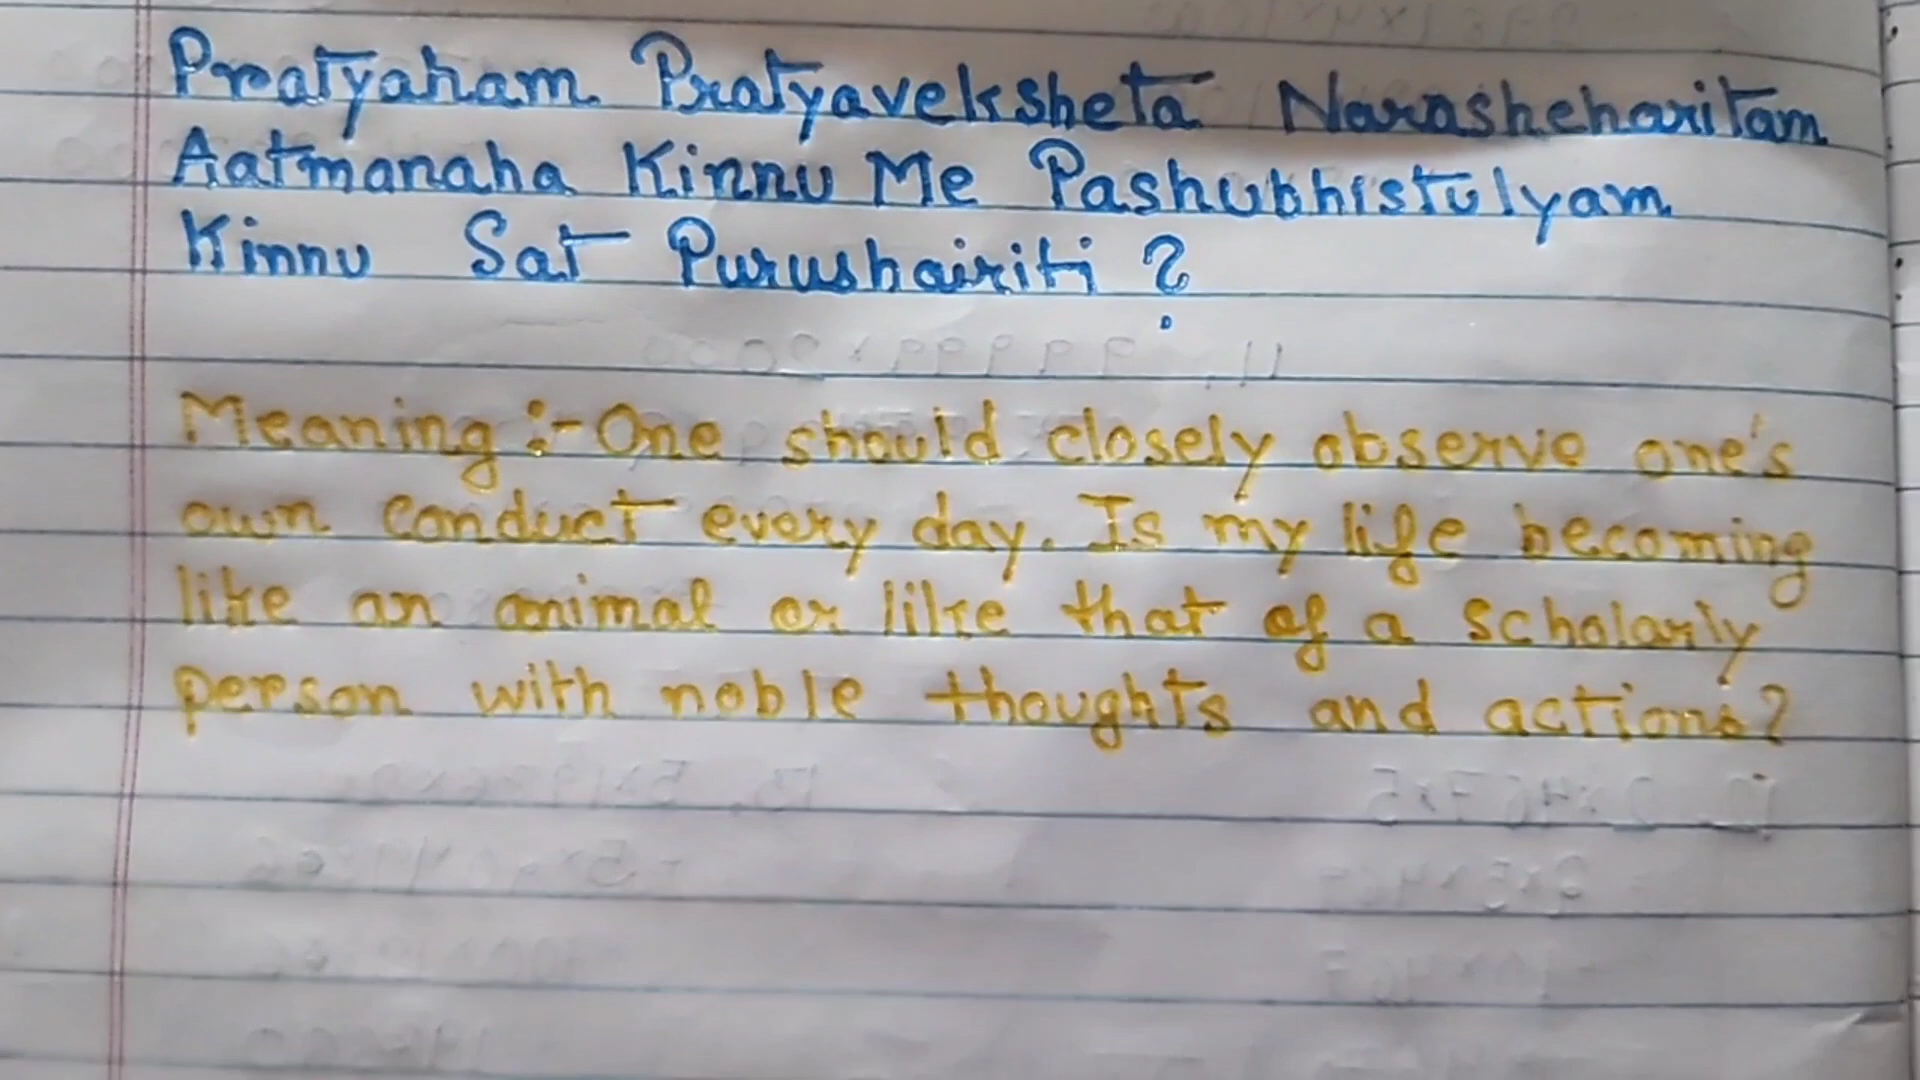 Pratyaham Pratyaveksheta Narashcharitam
Aatmanaha Kinnu Me Pashubhistulyam
Kinnu Sat Purushairiti ?
Meaning :- One should closely observe one's
own conduct every day. Is my life becoming
like an animal or like that of a scholarly
person with noble thoughts and actions?